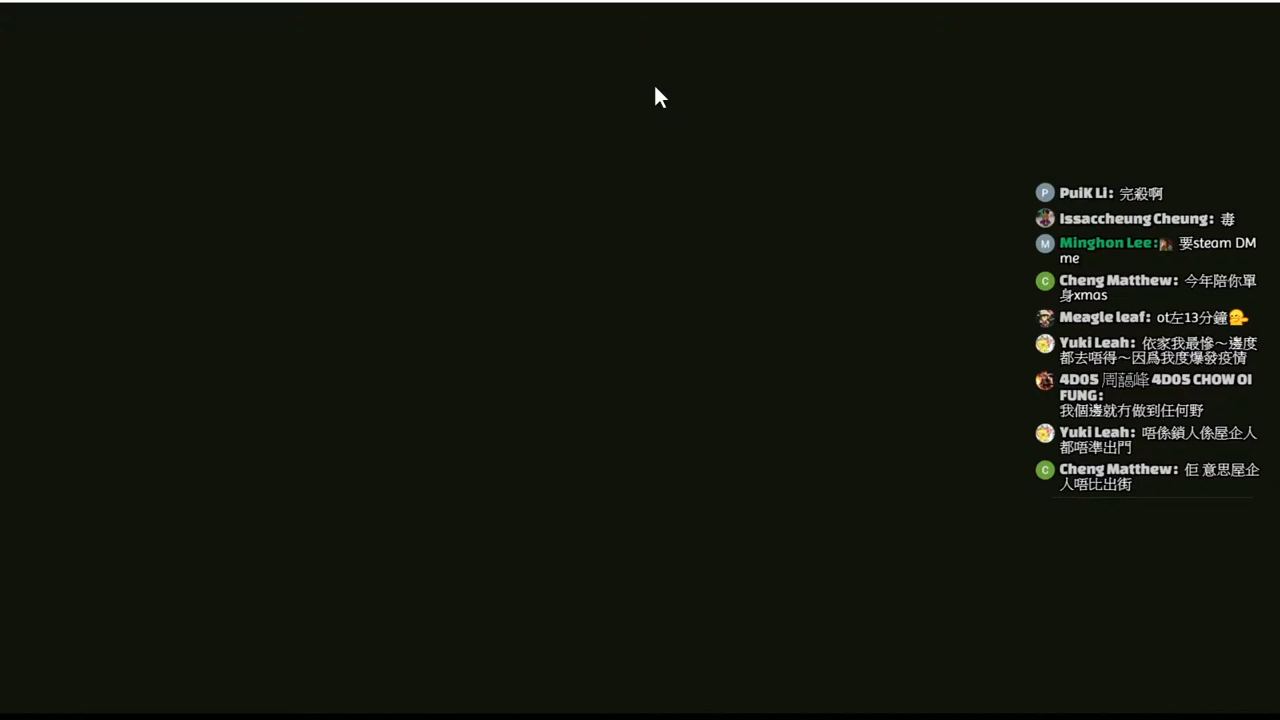 PuiK Li: 完殺啊
Issaccheung Cheung: 毒
Minghon Lee: 要steam DM
me
Cheng Matthew: 今年陪你單
身xmas
Meagle leaf: ot左13分鐘
Yuki Leah: 依家我最慘～邊度
都去唔得～因爲我度爆發疫情
4D05 周藹峰 4D05 CHOW OI
FUNG:
我個邊就冇做到任何野
Yuki Leah: 唔係鎖人係屋企人
都唔準出門
Cheng Matthew: 佢 意思屋企
人唔比出街